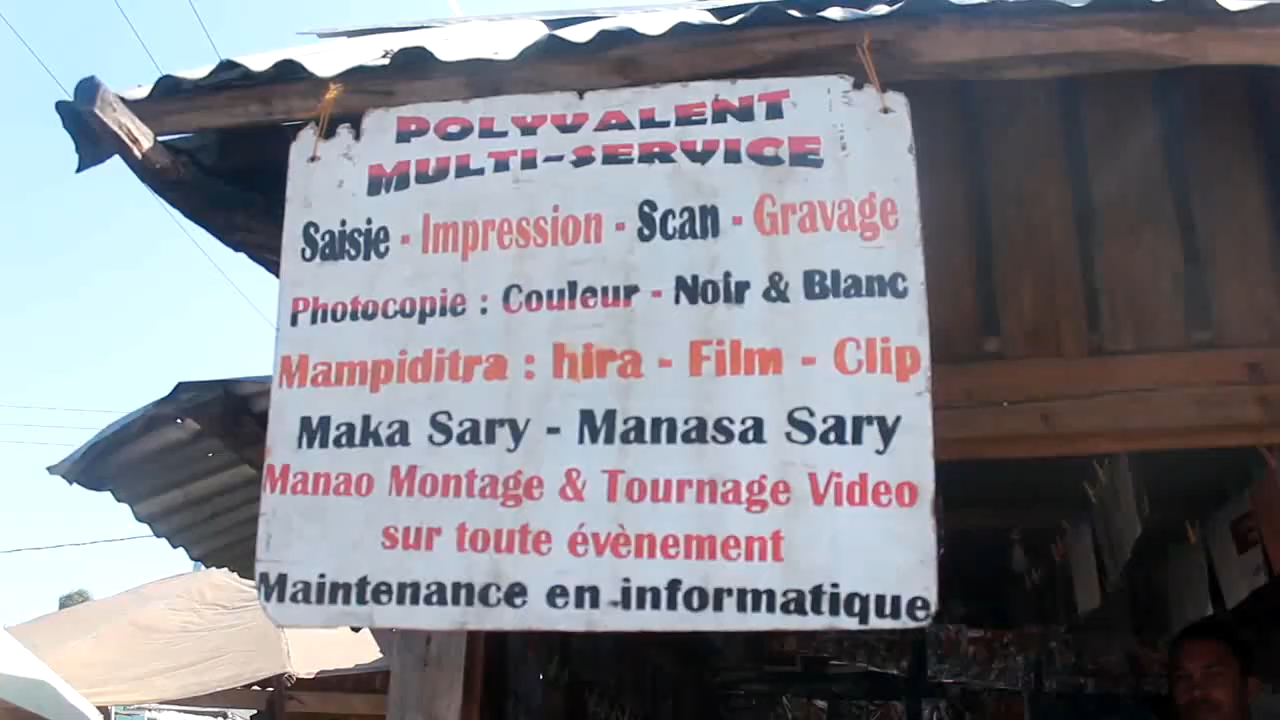 POLYVALENT
MULTI-SERVICE
Saisie - Impression - Scan - Gravage
Photocopie : Couleur - Noir & Blanc
Mampiditra : hira - Film - Clip
Maka Sary - Manasa Sary
Manao Montage & Tournage Video
sur toute évènement
Maintenance en informatique